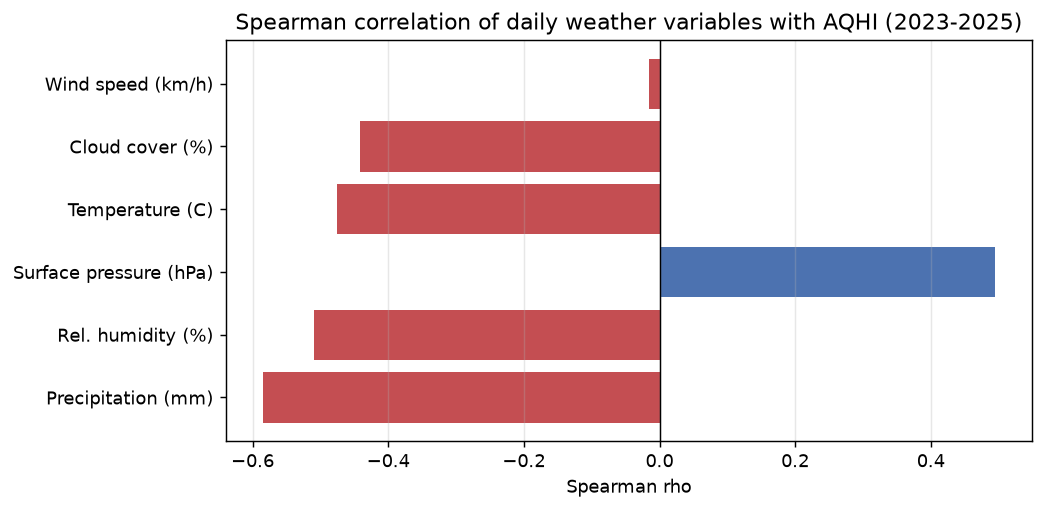 Spearman correlation of daily weather variables with AQHI (2023-2025)
Wind speed (km/h)
Cloud cover (%)
Temperature (C)
Surface pressure (hPa)
Rel. humidity (%)
Precipitation (mm)
−0.6 −0.4 −0.2 0.0 0.2 0.4
Spearman rho